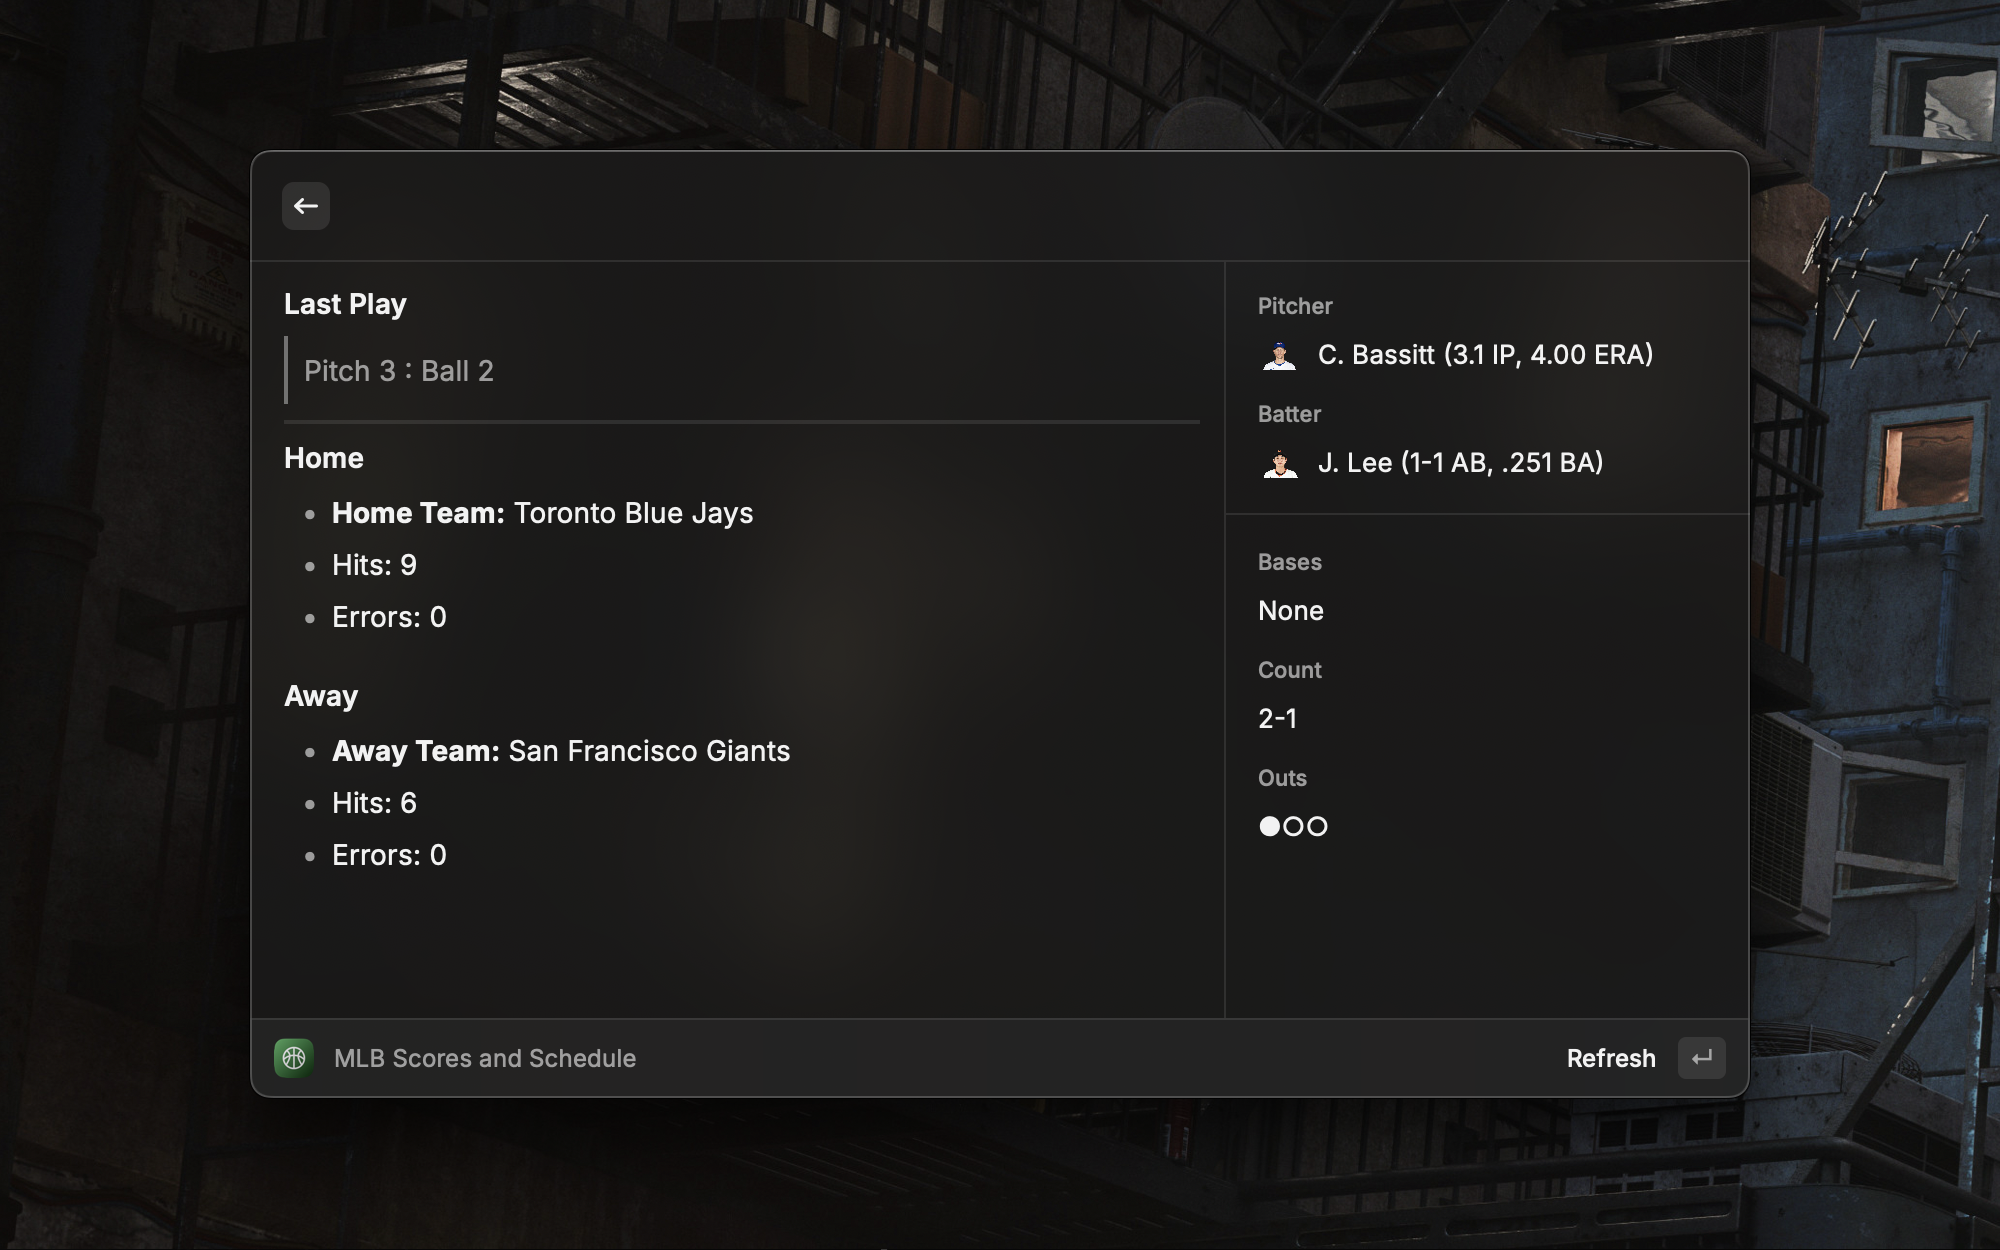 Last Play
Pitch 3 : Ball 2
Home
Home Team: Toronto Blue Jays
Hits: 9
Errors: 0
Away
Away Team: San Francisco Giants
Hits: 6
Errors: 0
Pitcher
C. Bassitt (3.1 IP, 4.00 ERA)
Batter
J. Lee (1-1 AB, .251 BA)
Bases
None
Count
2-1
Outs
MLB Scores and Schedule
Refresh